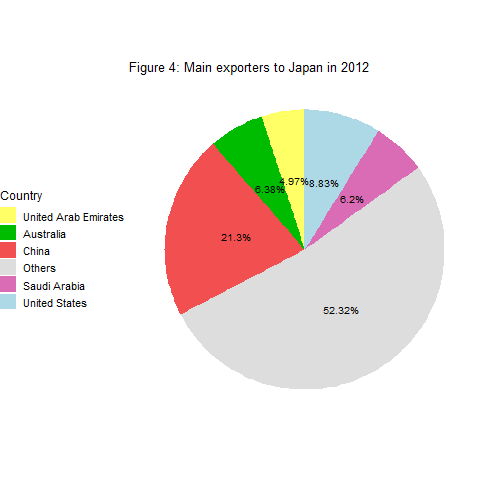 Figure 4: Main exporters to Japan in 2012
4.97%
8.83%
6.38%
6.2%
Country
United Arab Emirates
Australia
21.3%
China
Others
Saudi Arabia
United States
52.32%